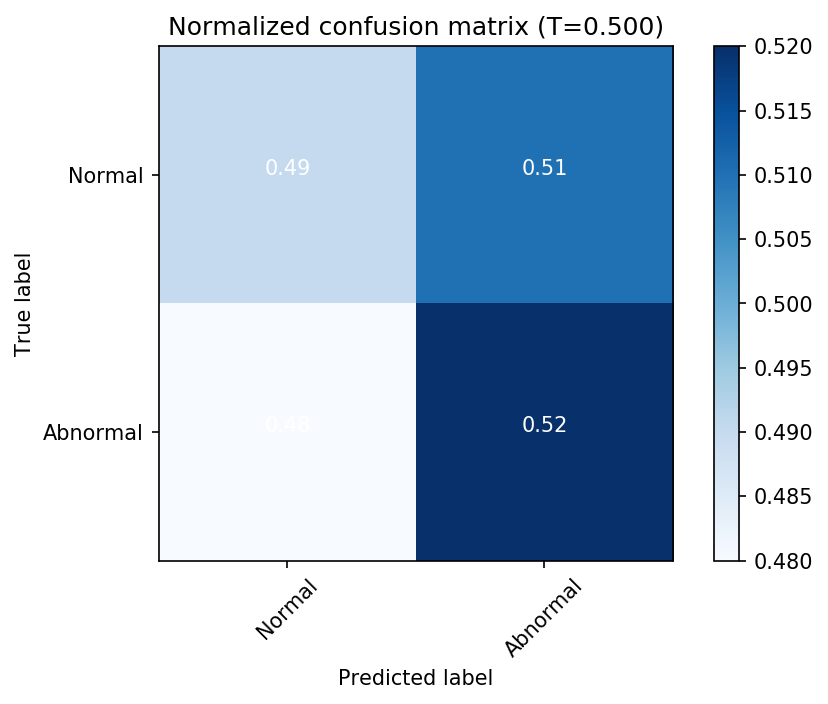 Normalized confusion matrix (T=0.500)
True label
Normal
Abnormal
0.49 0.51
0.48 0.52
Normal Abnormal
Predicted label
0.520
0.515
0.510
0.505
0.500
0.495
0.490
0.485
0.480